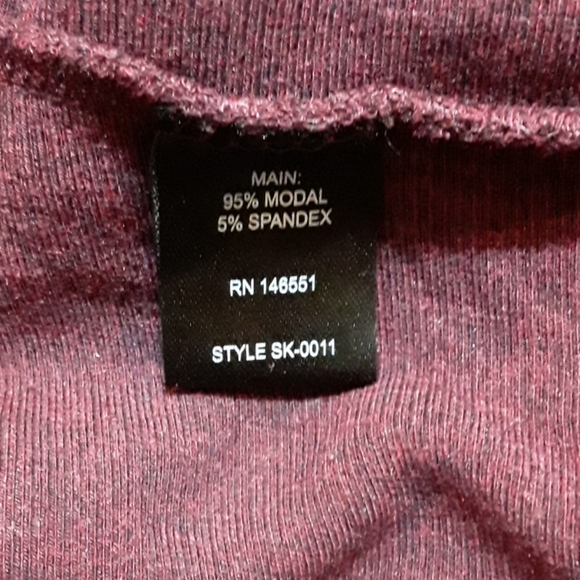 MAIN:
95% MODAL
5% SPANDEX
RN 146551
STYLE SK-0011